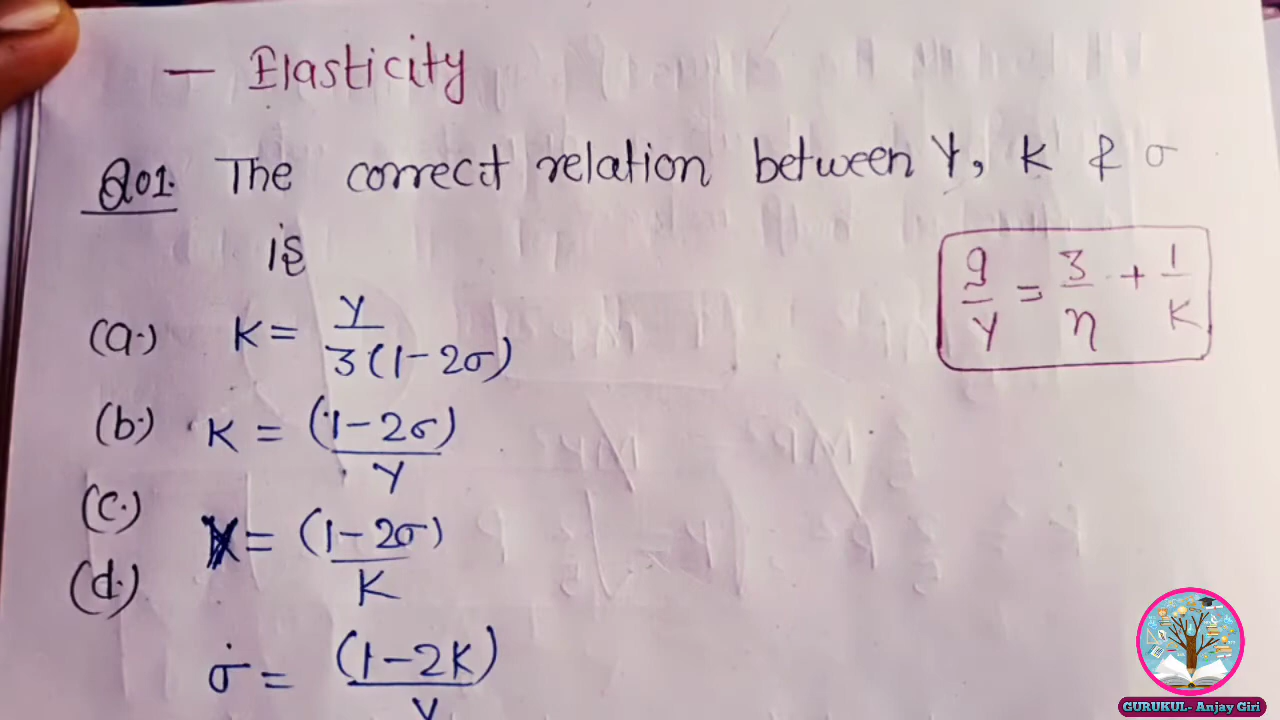 — Elasticity
Q01. The correct relation between Y, K & σ
is
9/Y = 3/η + 1/K
(a.) K = Y/3(1-2σ)
(b.) K = (1-2σ)/Y
(c.) Y = (1-2σ)/K
(d.)
σ = (1-2K)/Y
GURUKUL- Anjay Giri